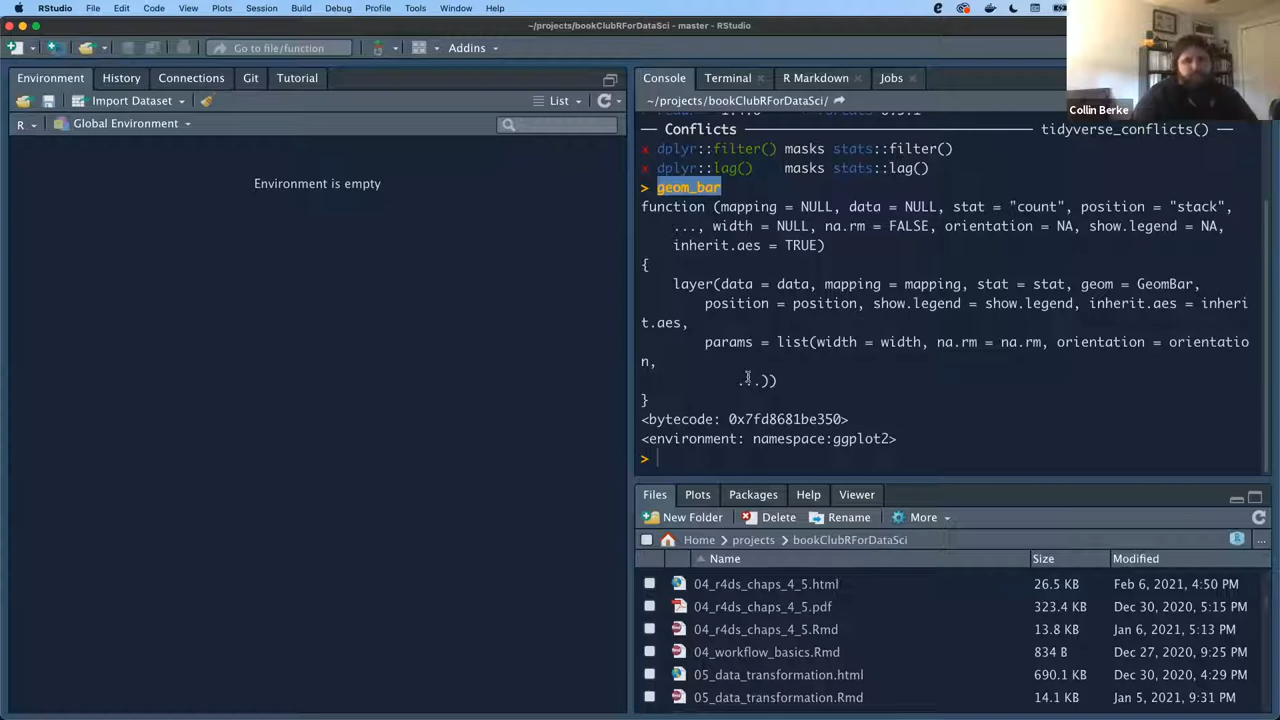 RStudio File Edit Code View Plots Session Build Debug Profile Tools Window Help
~/projects/bookClubRForDataSci - master - RStudio
Go to file/function Addins
Environment History Connections Git Tutorial
Import Dataset List
R Global Environment
Environment is empty
Console Terminal R Markdown Jobs
~/projects/bookClubRForDataSci/
Collin Berke
── Conflicts ─────────────── tidyverse_conflicts() ──
x dplyr::filter() masks stats::filter()
x dplyr::lag() masks stats::lag()
> geom_bar
function (mapping = NULL, data = NULL, stat = "count", position = "stack",
..., width = NULL, na.rm = FALSE, orientation = NA, show.legend = NA,
inherit.aes = TRUE)
{
layer(data = data, mapping = mapping, stat = stat, geom = GeomBar,
position = position, show.legend = show.legend, inherit.aes = inheri
t.aes,
params = list(width = width, na.rm = na.rm, orientation = orientatio
n,
...))
}
<bytecode: 0x7fd8681be350>
<environment: namespace:ggplot2>
>
Files Plots Packages Help Viewer
New Folder Delete Rename More
Home projects bookClubRForDataSci ...
Name Size Modified
04_r4ds_chaps_4_5.html 26.5 KB Feb 6, 2021, 4:50 PM
04_r4ds_chaps_4_5.pdf 323.4 KB Dec 30, 2020, 5:15 PM
04_r4ds_chaps_4_5.Rmd 13.8 KB Jan 6, 2021, 5:13 PM
04_workflow_basics.Rmd 834 B Dec 27, 2020, 9:25 PM
05_data_transformation.html 690.1 KB Dec 30, 2020, 4:29 PM
05_data_transformation.Rmd 14.1 KB Jan 5, 2021, 9:31 PM